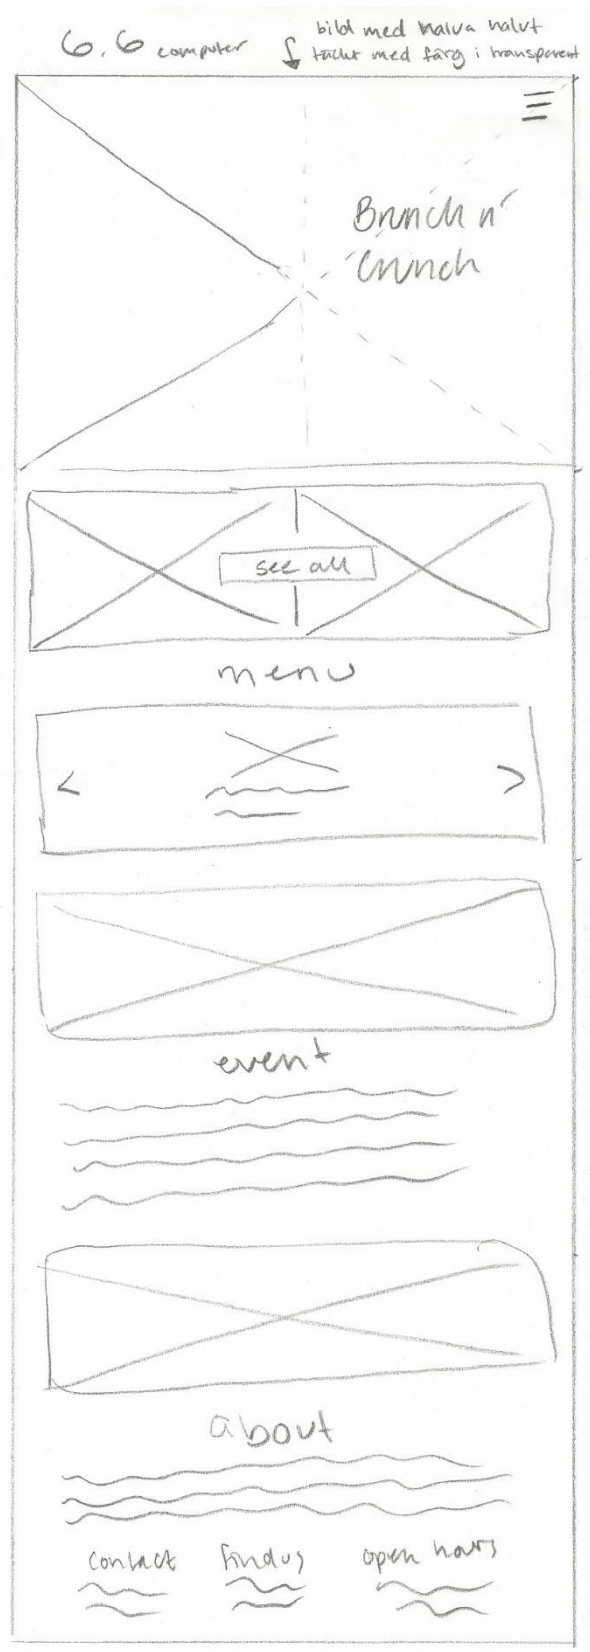 6.6 computer
bild med halva halvt
täckt med färg i transparent
Brunch n'
Crunch
see all
menu
<
>
event
about
contact find us open hours